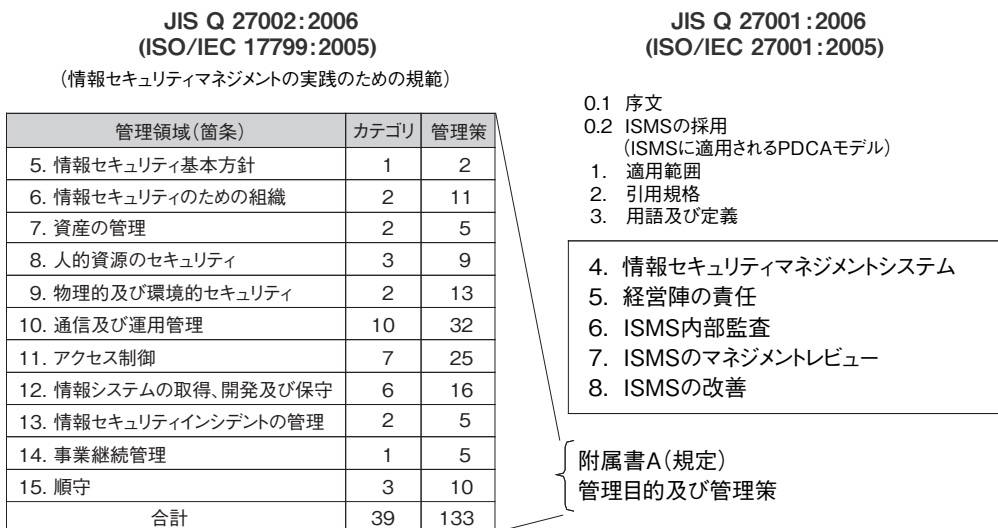 JIS Q 27002:2006
(ISO/IEC 17799:2005)
(情報セキュリティマネジメントの実践のための規範)
管理領域(箇条) カテゴリ 管理策
5. 情報セキュリティ基本方針 1 2
6. 情報セキュリティのための組織 2 11
7. 資産の管理 2 5
8. 人的資源のセキュリティ 3 9
9. 物理的及び環境的セキュリティ 2 13
10. 通信及び運用管理 10 32
11. アクセス制御 7 25
12. 情報システムの取得、開発及び保守 6 16
13. 情報セキュリティインシデントの管理 2 5
14. 事業継続管理 1 5
15. 順守 3 10
合計 39 133
JIS Q 27001:2006
(ISO/IEC 27001:2005)
0.1 序文
0.2 ISMSの採用
(ISMSに適用されるPDCAモデル)
1. 適用範囲
2. 引用規格
3. 用語及び定義
4. 情報セキュリティマネジメントシステム
5. 経営陣の責任
6. ISMS内部監査
7. ISMSのマネジメントレビュー
8. ISMSの改善
附属書A(規定)
管理目的及び管理策